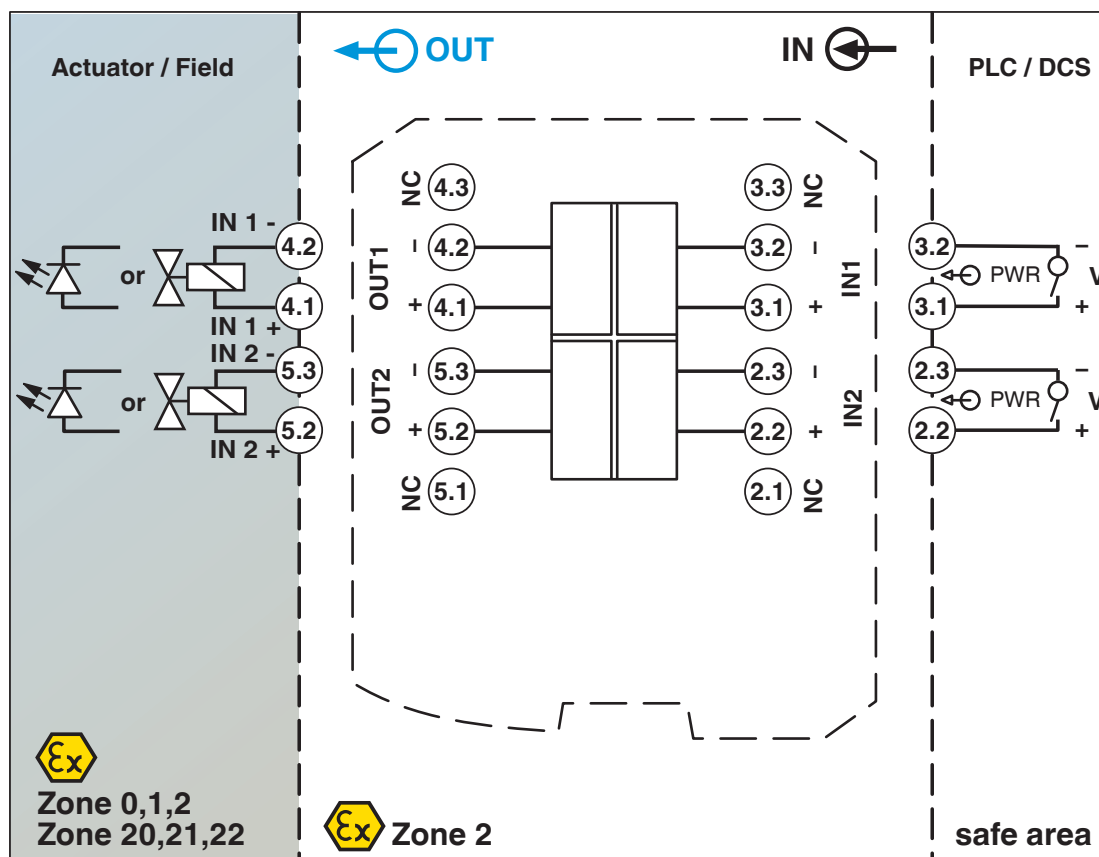 OUT
IN
Actuator / Field
PLC / DCS
NC
4.3
3.3
NC
IN 1 -
4.2
–
4.2
3.2
–
3.2
–
or
OUT1
IN1
PWR
V
4.1
+
4.1
3.1
+
3.1
+
IN 1 +
IN 2 -
5.3
–
5.3
2.3
–
2.3
–
or
OUT2
IN2
PWR
V
5.2
+
5.2
2.2
+
2.2
+
IN 2 +
NC
5.1
2.1
NC
Ex
Zone 0,1,2
Zone 20,21,22
Ex
Zone 2
safe area